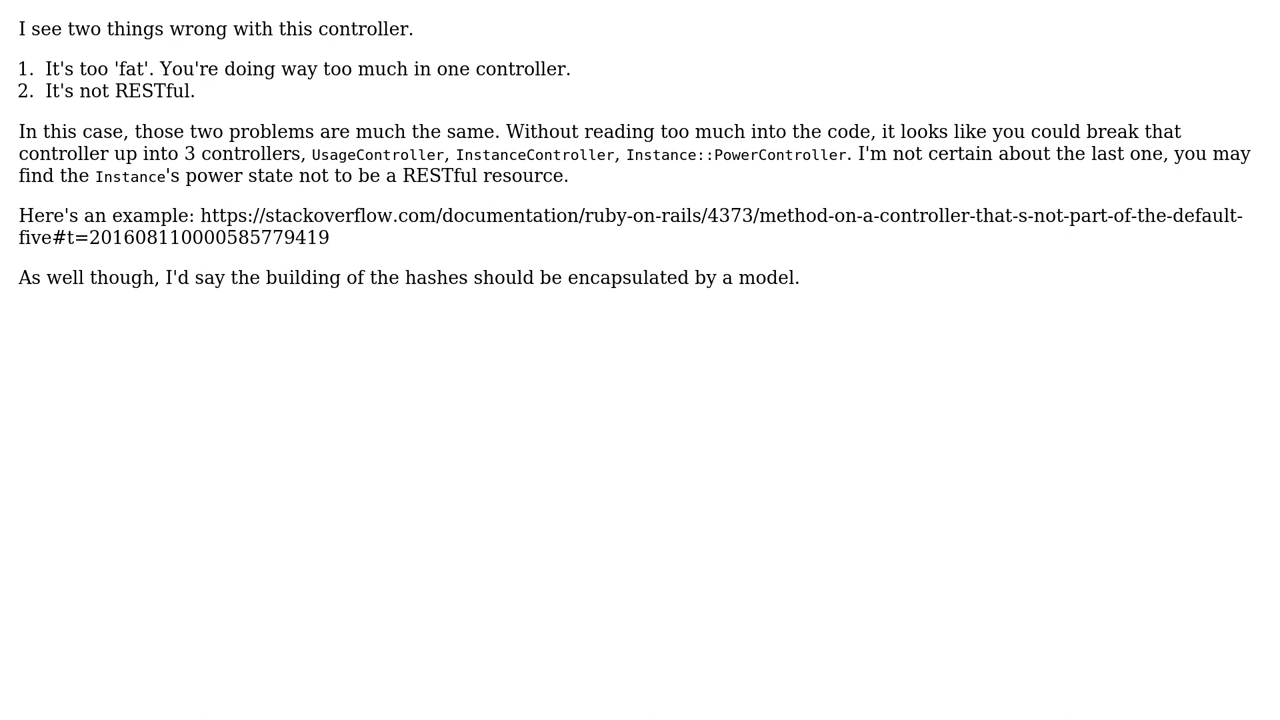 I see two things wrong with this controller.
1. It's too 'fat'. You're doing way too much in one controller.
2. It's not RESTful.
In this case, those two problems are much the same. Without reading too much into the code, it looks like you could break that
controller up into 3 controllers, UsageController, InstanceController, Instance::PowerController. I'm not certain about the last one, you may
find the Instance's power state not to be a RESTful resource.
Here's an example: https://stackoverflow.com/documentation/ruby-on-rails/4373/method-on-a-controller-that-s-not-part-of-the-default-
five#t=201608110000585779419
As well though, I'd say the building of the hashes should be encapsulated by a model.